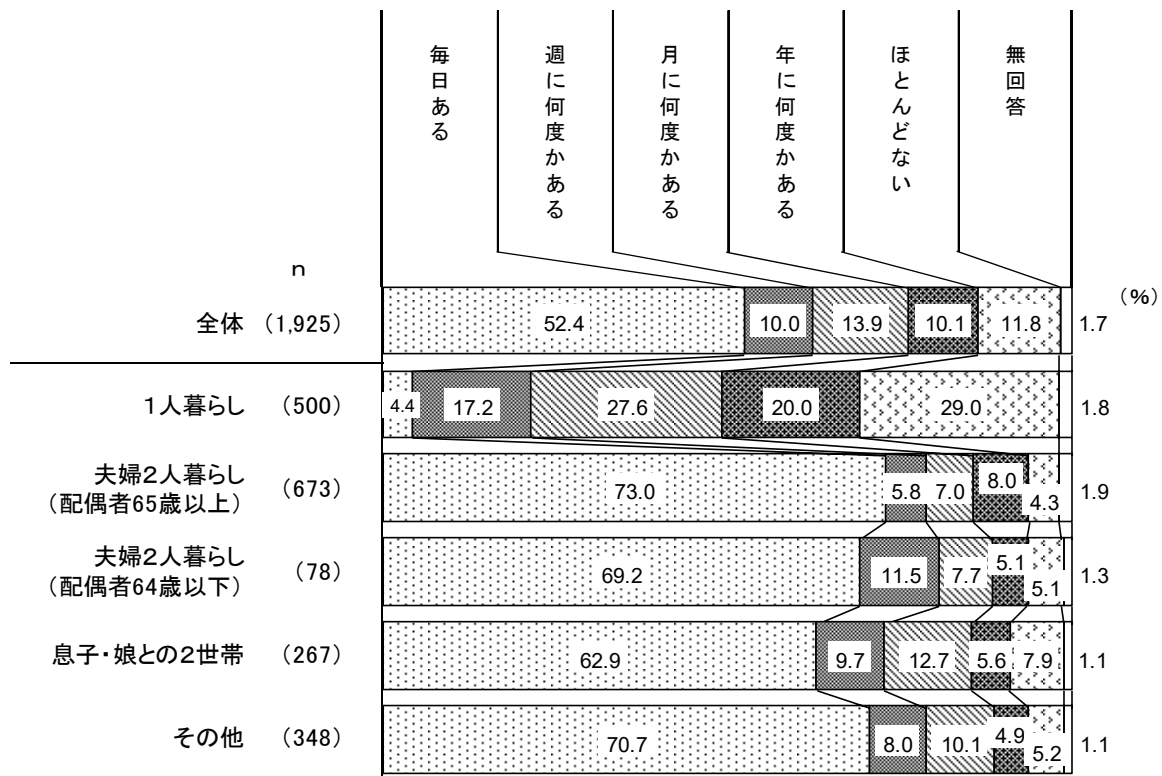 毎日ある
週に何度かある
月に何度かある
年に何度かある
ほとんどない
無回答
n
(%)
全体 (1,925) 52.4 10.0 13.9 10.1 11.8 1.7
1人暮らし (500) 4.4 17.2 27.6 20.0 29.0 1.8
夫婦2人暮らし
(配偶者65歳以上) (673) 73.0 5.8 7.0 8.0 4.3 1.9
夫婦2人暮らし
(配偶者64歳以下) (78) 69.2 11.5 7.7 5.1 5.1 1.3
息子・娘との2世帯 (267) 62.9 9.7 12.7 5.6 7.9 1.1
その他 (348) 70.7 8.0 10.1 4.9 5.2 1.1